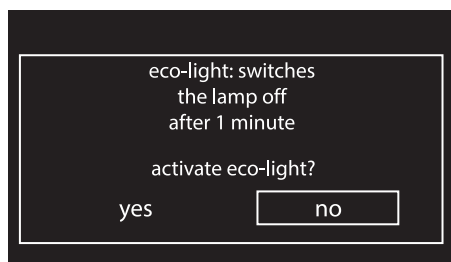 eco-light: switches
the lamp off
after 1 minute
activate eco-light?
yes no